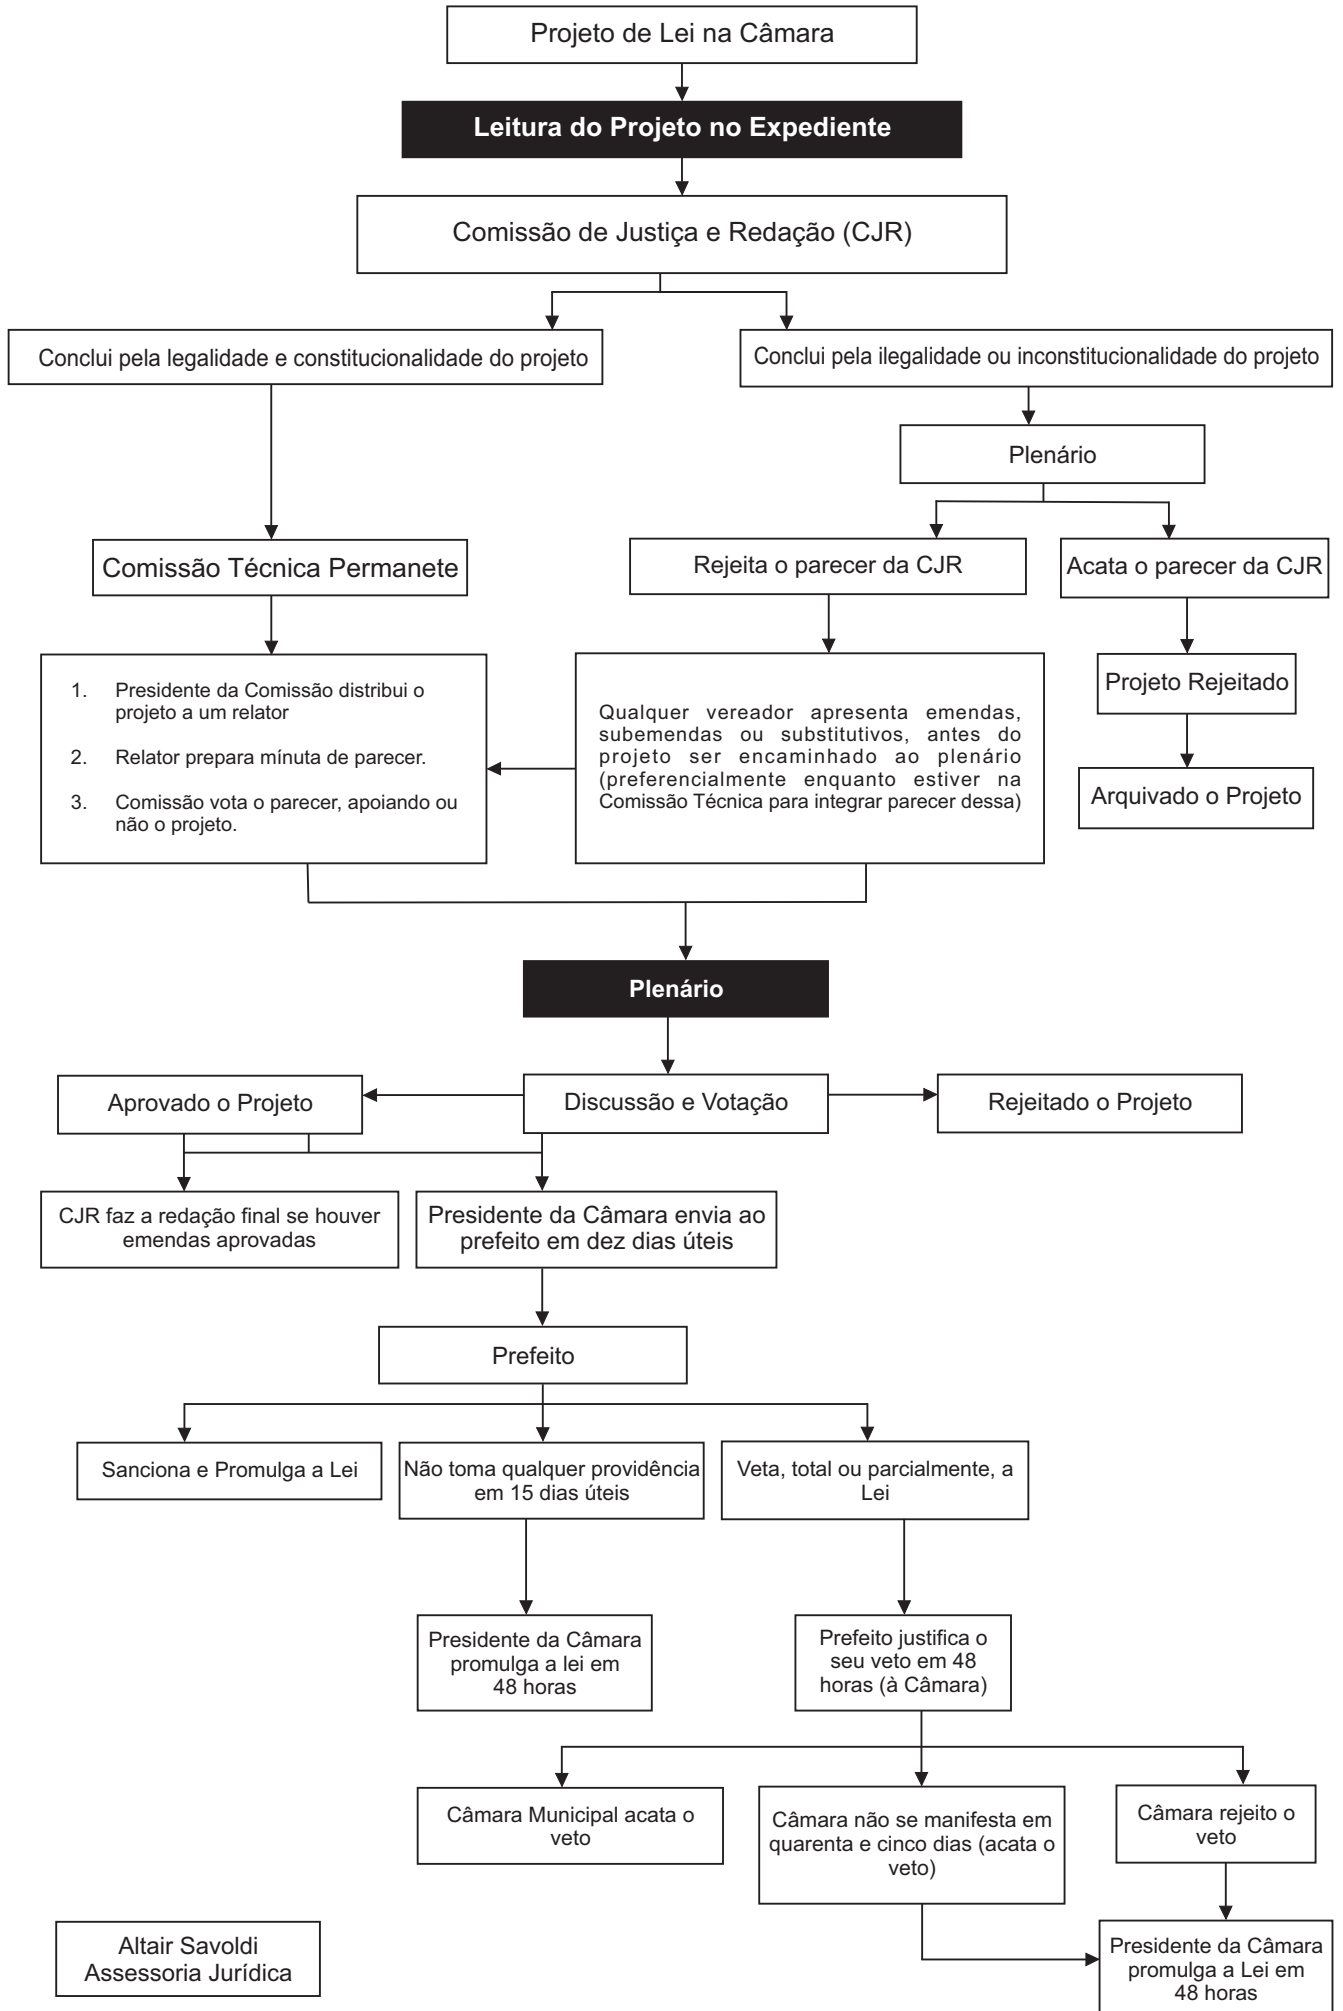 Projeto de Lei na Câmara
Leitura do Projeto no Expediente
Comissão de Justiça e Redação (CJR)
Conclui pela legalidade e constitucionalidade do projeto
Conclui pela ilegalidade ou inconstitucionalidade do projeto
Plenário
Comissão Técnica Permanete
Rejeita o parecer da CJR
Acata o parecer da CJR
1. Presidente da Comissão distribui o
projeto a um relator
2. Relator prepara mínuta de parecer.
3. Comissão vota o parecer, apoiando ou
não o projeto.
Qualquer vereador apresenta emendas,
subemendas ou substitutivos, antes do
projeto ser encaminhado ao plenário
(preferencialmente enquanto estiver na
Comissão Técnica para integrar parecer dessa)
Projeto Rejeitado
Arquivado o Projeto
Plenário
Aprovado o Projeto
Discussão e Votação
Rejeitado o Projeto
CJR faz a redação final se houver
emendas aprovadas
Presidente da Câmara envia ao
prefeito em dez dias úteis
Prefeito
Sanciona e Promulga a Lei
Não toma qualquer providência
em 15 dias úteis
Veta, total ou parcialmente, a
Lei
Presidente da Câmara
promulga a lei em
48 horas
Prefeito justifica o
seu veto em 48
horas (à Câmara)
Câmara Municipal acata o
veto
Câmara não se manifesta em
quarenta e cinco dias (acata o
veto)
Câmara rejeito o
veto
Altair Savoldi
Assessoria Jurídica
Presidente da Câmara
promulga a Lei em
48 horas